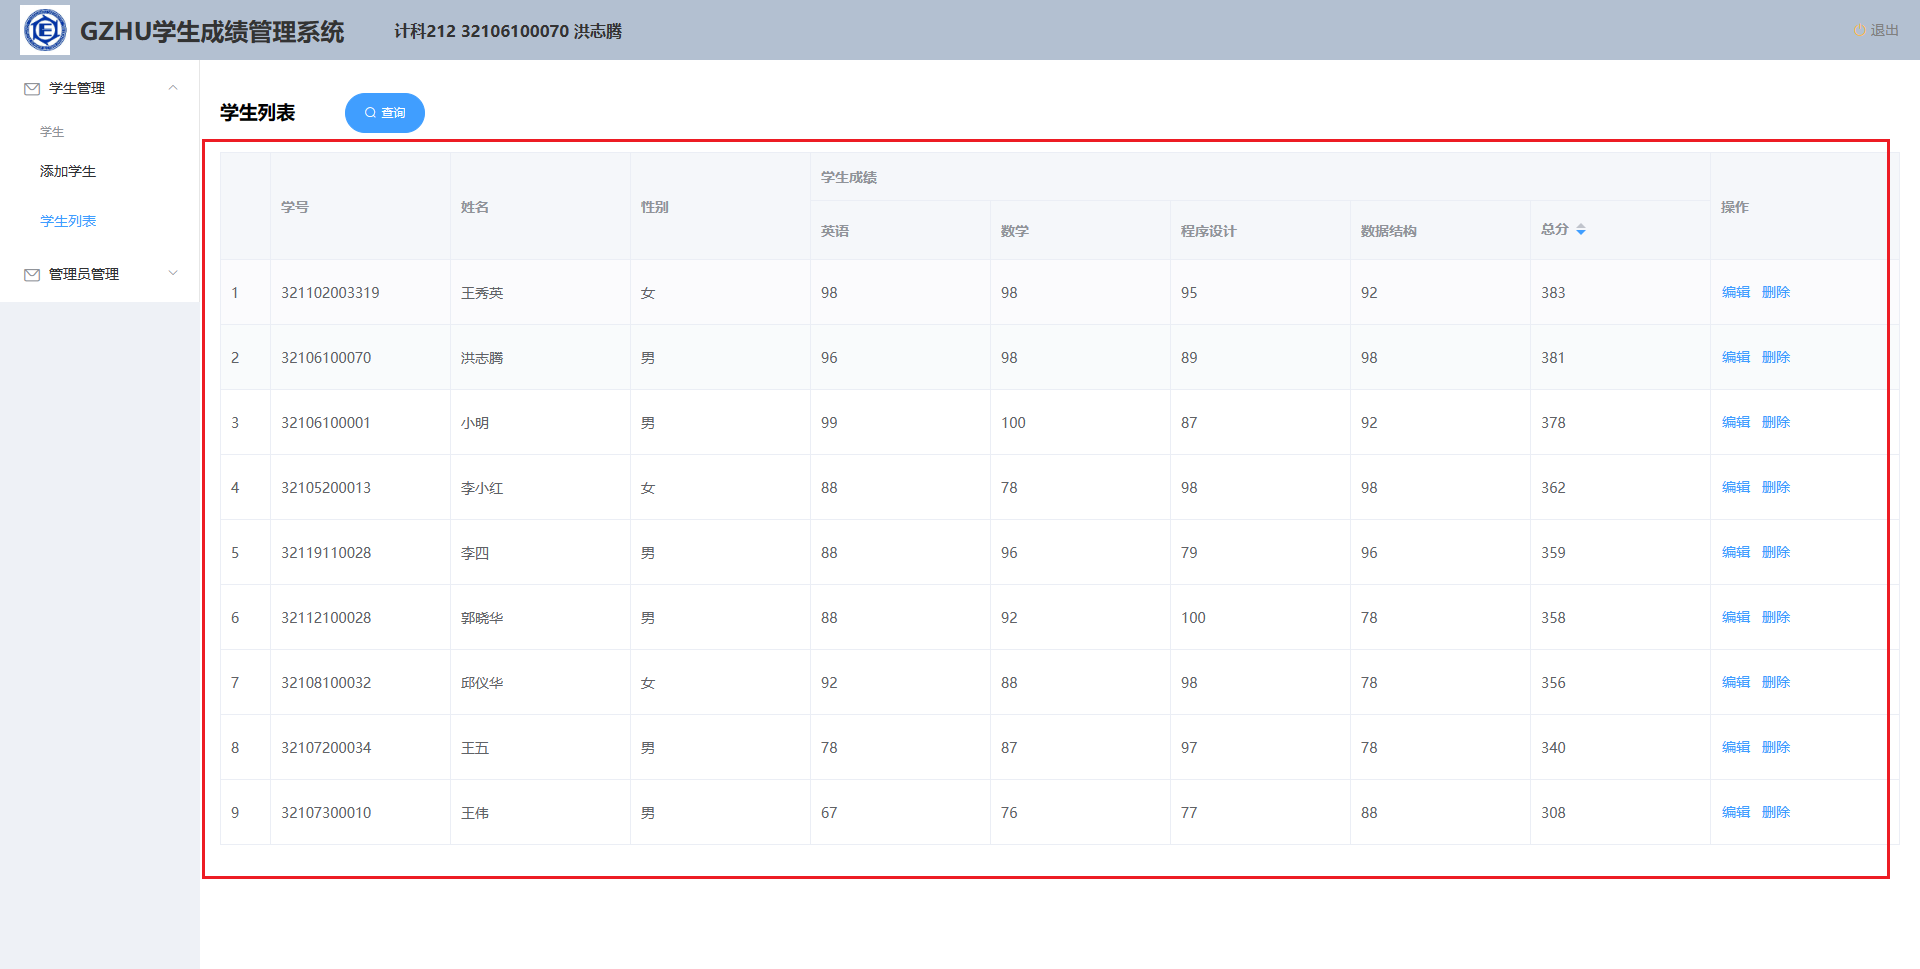 GZHU学生成绩管理系统 计科212 32106100070 洪志腾 退出
学生管理
学生
添加学生
学生列表
管理员管理
学生列表 查询
学号 姓名 性别 学生成绩 操作
英语 数学 程序设计 数据结构 总分
1 321102003319 王秀英 女 98 98 95 92 383 编辑 删除
2 32106100070 洪志腾 男 96 98 89 98 381 编辑 删除
3 32106100001 小明 男 99 100 87 92 378 编辑 删除
4 32105200013 李小红 女 88 78 98 98 362 编辑 删除
5 32119110028 李四 男 88 96 79 96 359 编辑 删除
6 32112100028 郭晓华 男 88 92 100 78 358 编辑 删除
7 32108100032 邱仪华 女 92 88 98 78 356 编辑 删除
8 32107200034 王五 男 78 87 97 78 340 编辑 删除
9 32107300010 王伟 男 67 76 77 88 308 编辑 删除